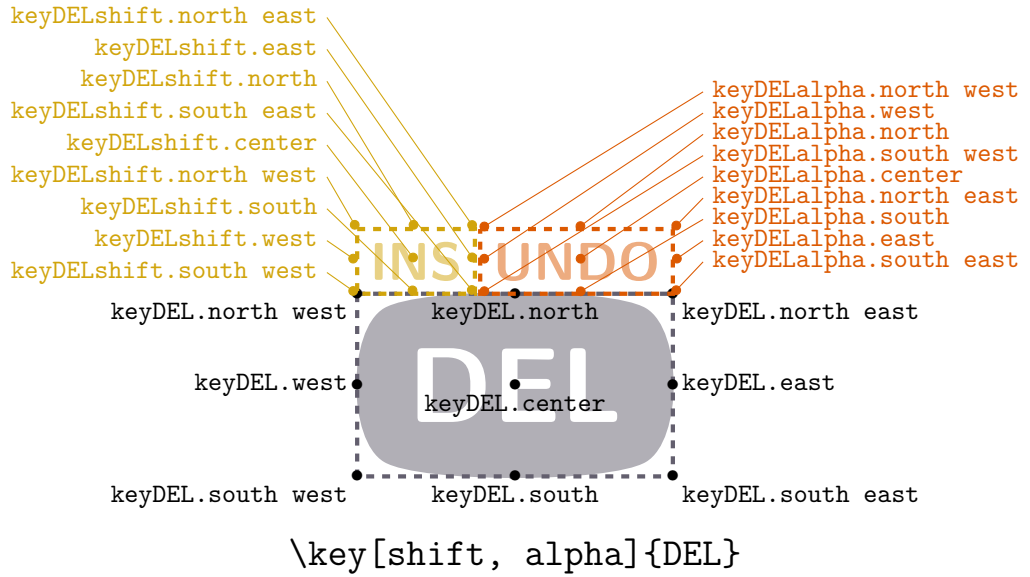 keyDELshift.north east
keyDELshift.east
keyDELshift.north
keyDELshift.south east
keyDELshift.center
keyDELshift.north west
keyDELshift.south
keyDELshift.west
keyDELshift.south west
keyDELalpha.north west
keyDELalpha.west
keyDELalpha.north
keyDELalpha.south west
keyDELalpha.center
keyDELalpha.north east
keyDELalpha.south
keyDELalpha.east
keyDELalpha.south east
INS UNDO
keyDEL.north west keyDEL.north keyDEL.north east
DEL
keyDEL.west keyDEL.east
keyDEL.center
keyDEL.south west keyDEL.south keyDEL.south east
\key[shift, alpha]{DEL}